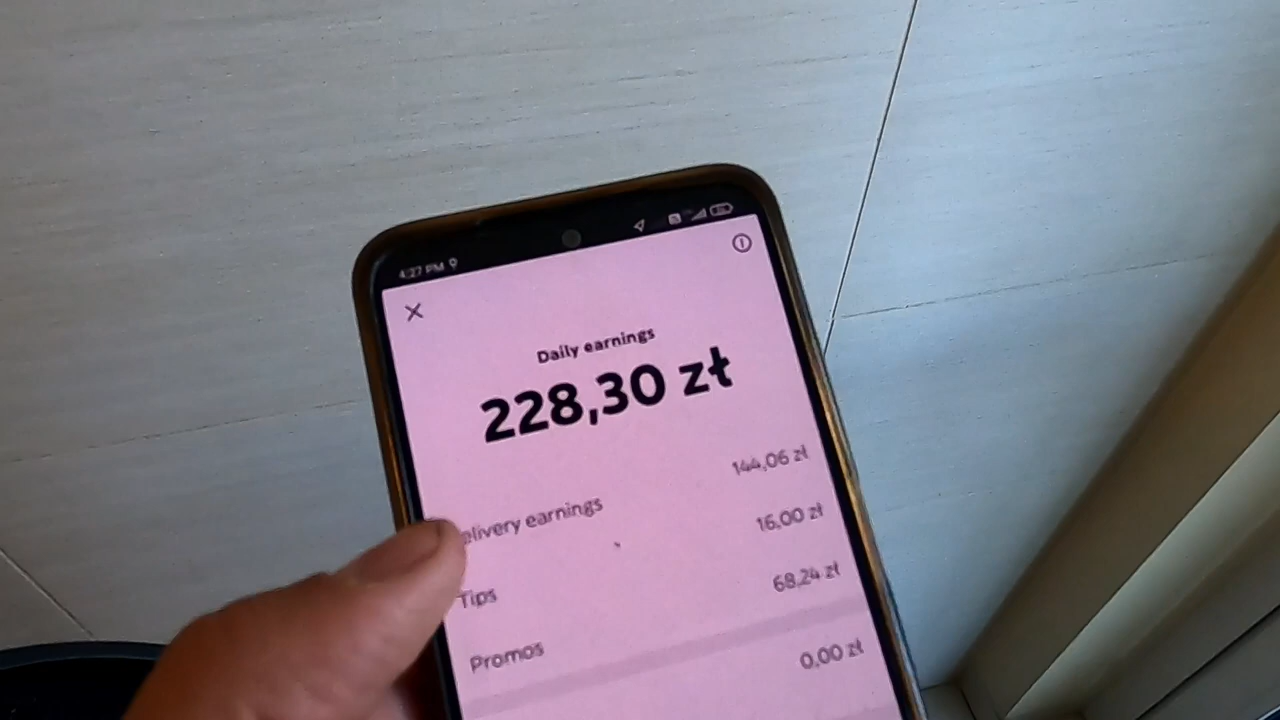 4:27 PM
Daily earnings
228,30 zł
elivery earnings 144,06 zł
Tips 16,00 zł
Promos 68,24 zł
0,00 zł